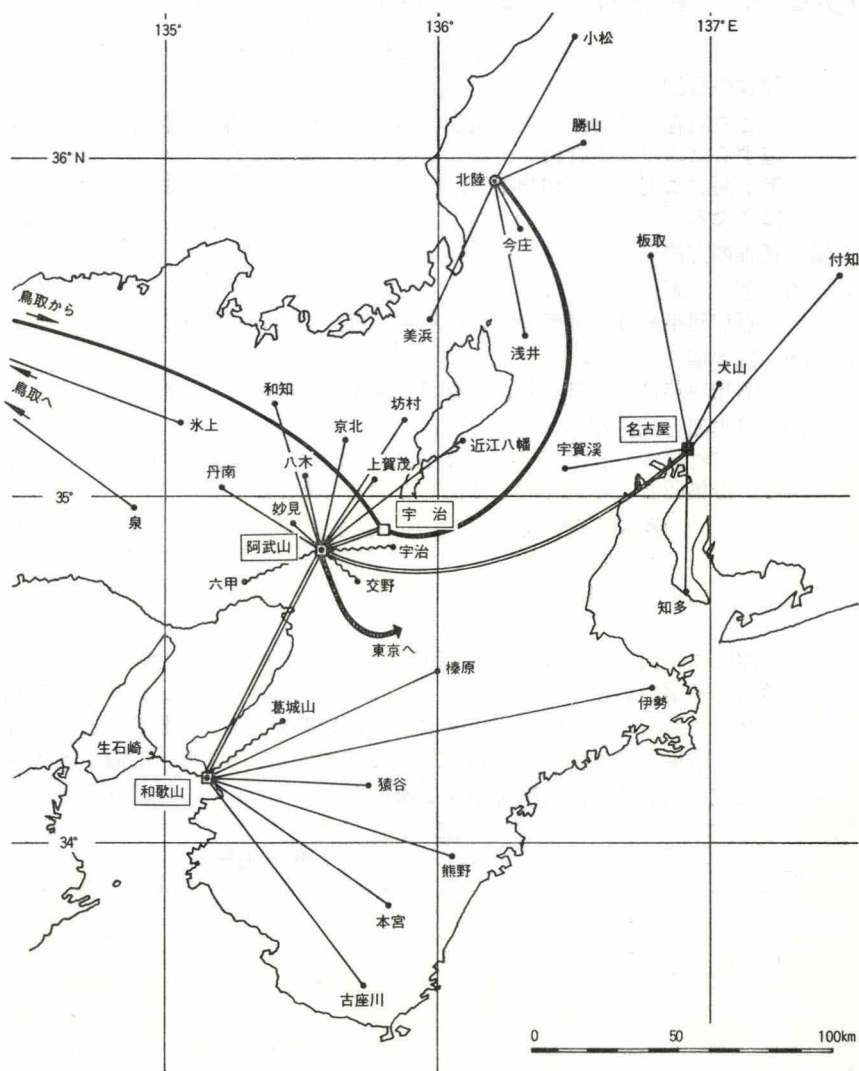 135°
136°
137°E
小松
勝山
36°N
北陸
今庄
板取
付知
鳥取から
美浜
浅井
犬山
鳥取へ
和知
坊村
氷上
京北
名古屋
八木
上賀茂
近江八幡
宇賀渓
丹南
35°
妙見
宇治
泉
阿武山
宇治
六甲
交野
知多
東京へ
榛原
葛城山
伊勢
生石崎
猿谷
和歌山
34°
熊野
本宮
古座川
0
50
100km